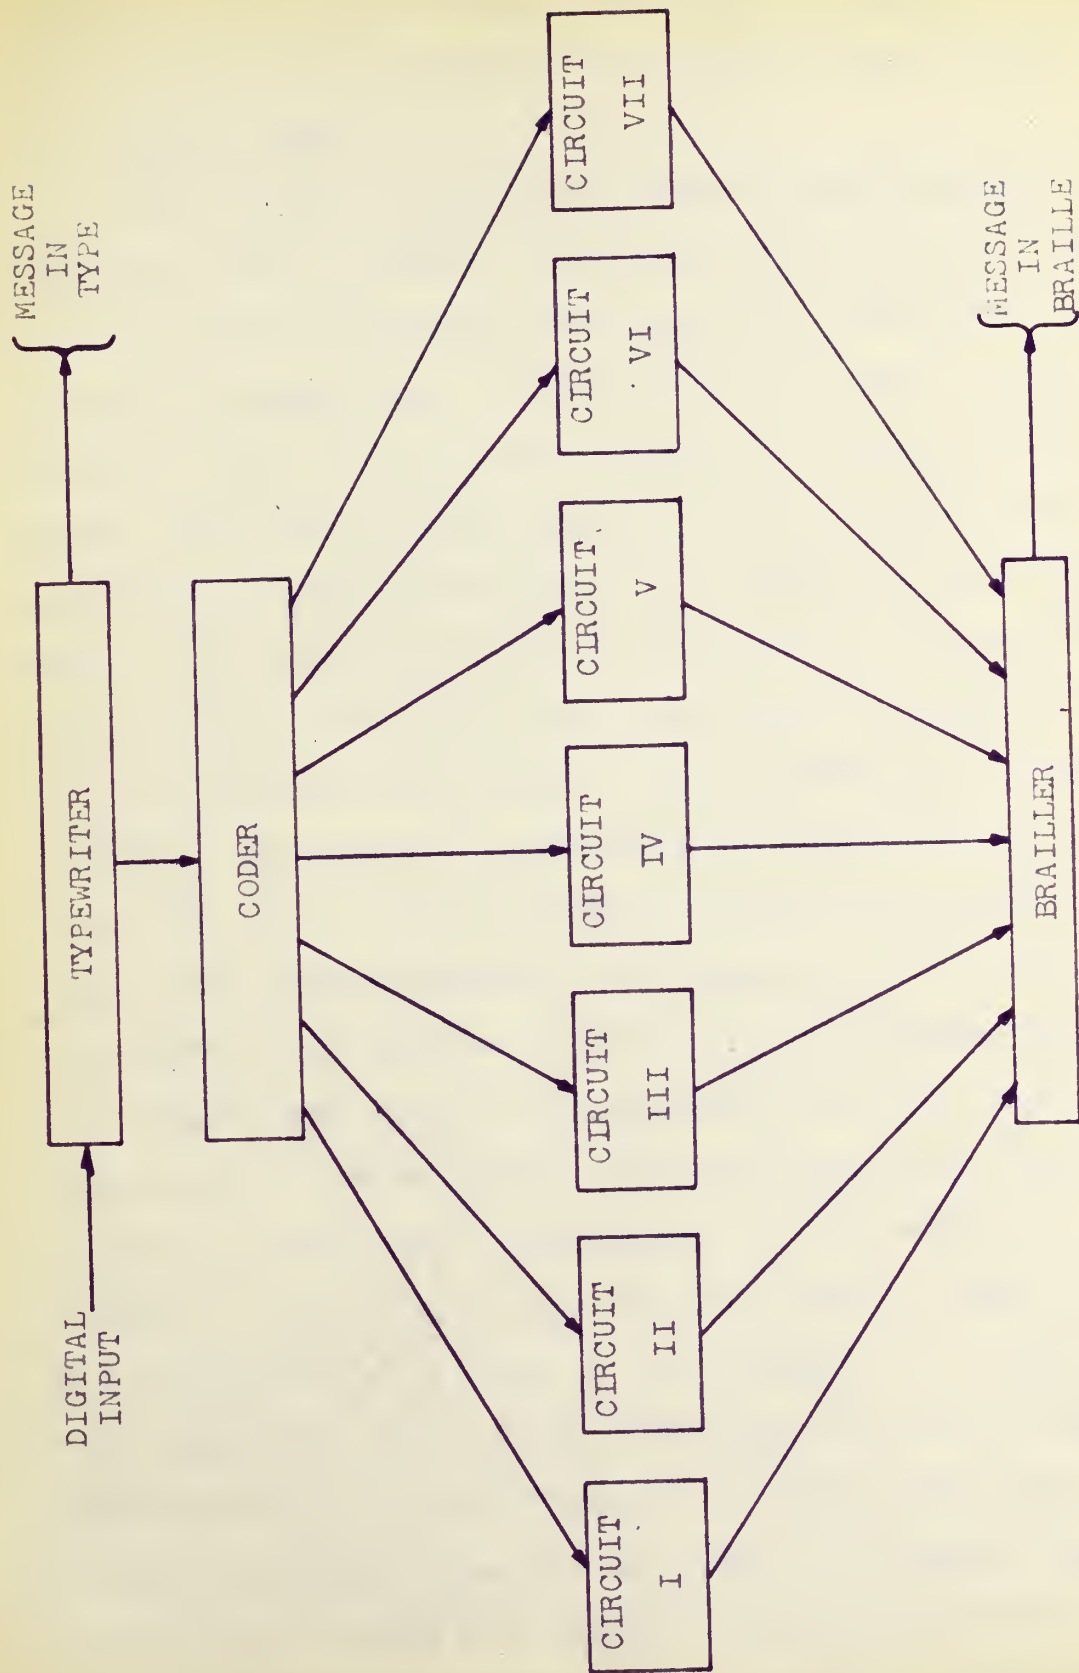 DIGITAL
INPUT
TYPEWRITER
MESSAGE
IN
TYPE
CODER
CIRCUIT
I
CIRCUIT
II
CIRCUIT
III
CIRCUIT
IV
CIRCUIT
V
CIRCUIT
VI
CIRCUIT
VII
BRAILLER
MESSAGE
IN
BRAILLE